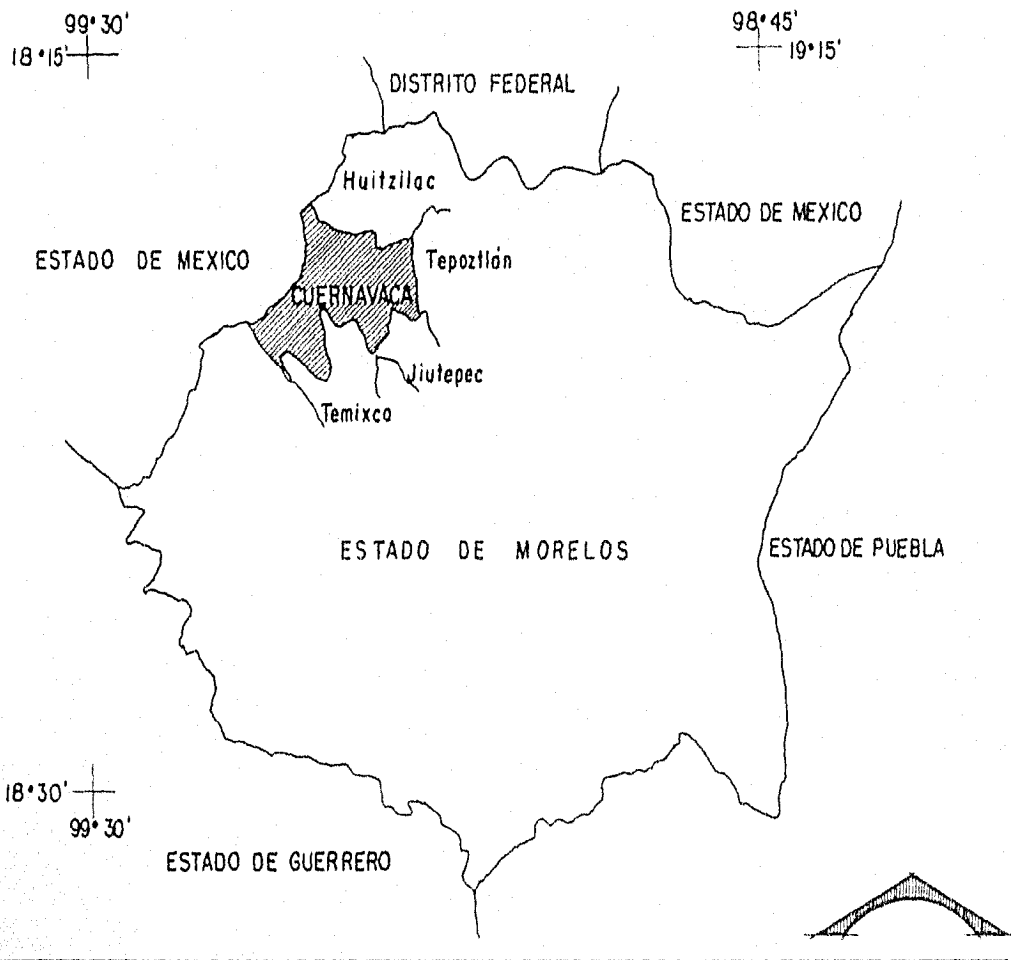 99°30'
18°15'
98°45'
19°15'
DISTRITO FEDERAL
Huitzilac
ESTADO DE MEXICO
ESTADO DE MEXICO
Tepoztlán
CUERNAVACA
Jiutepec
Temixco
ESTADO DE MORELOS
ESTADO DE PUEBLA
18°30'
99°30'
ESTADO DE GUERRERO